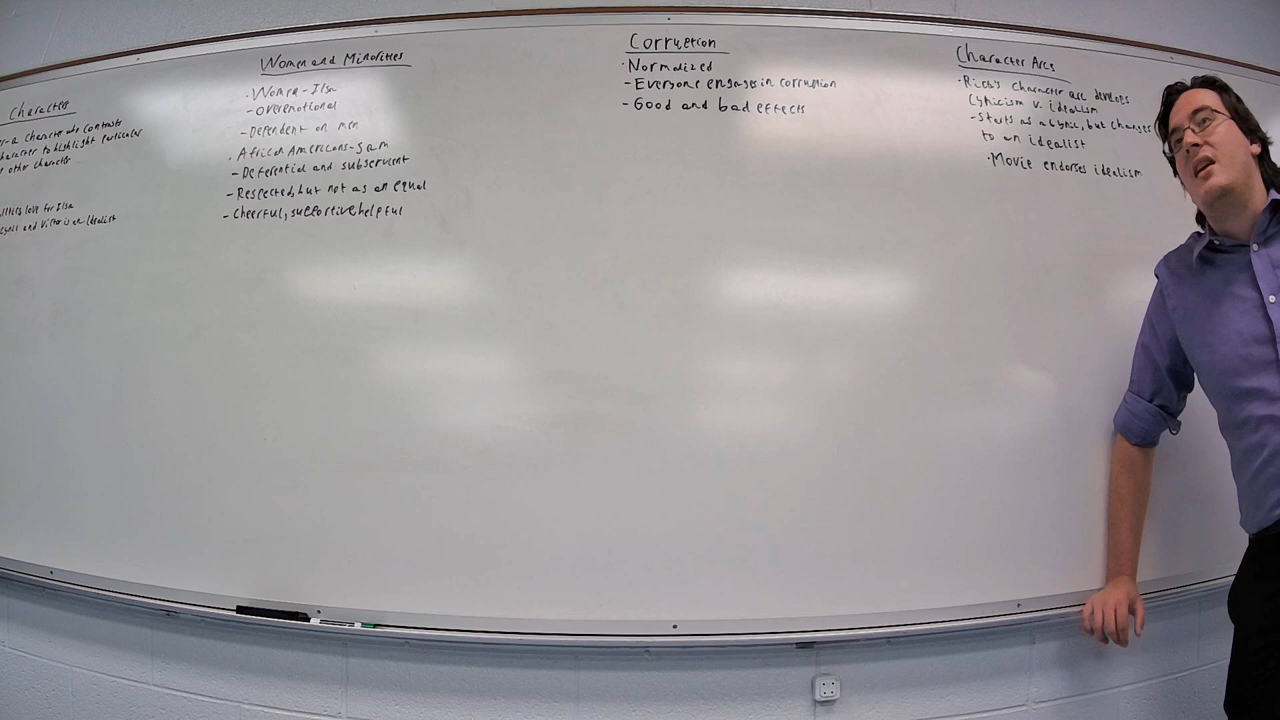 Character
a character who contrasts
character to highlight particular
other character
love for Ilsa
and Victor is an Idealist
Women and Minorities
·Women-Ilsa
-overemotional
-Dependent on men
·African Americans-Sam
-Deferential and subservient
-Respected, but not as an equal
-Cheerful, supportive, helpful
Corruption
·Normalized
-Everyone engages in corruption
-Good and bad effects
Character Arcs
·Rick's character arc develops
Cynicism v. idealism
-Starts as a cynic, but changes
to an idealist
·Movie endorses idealism